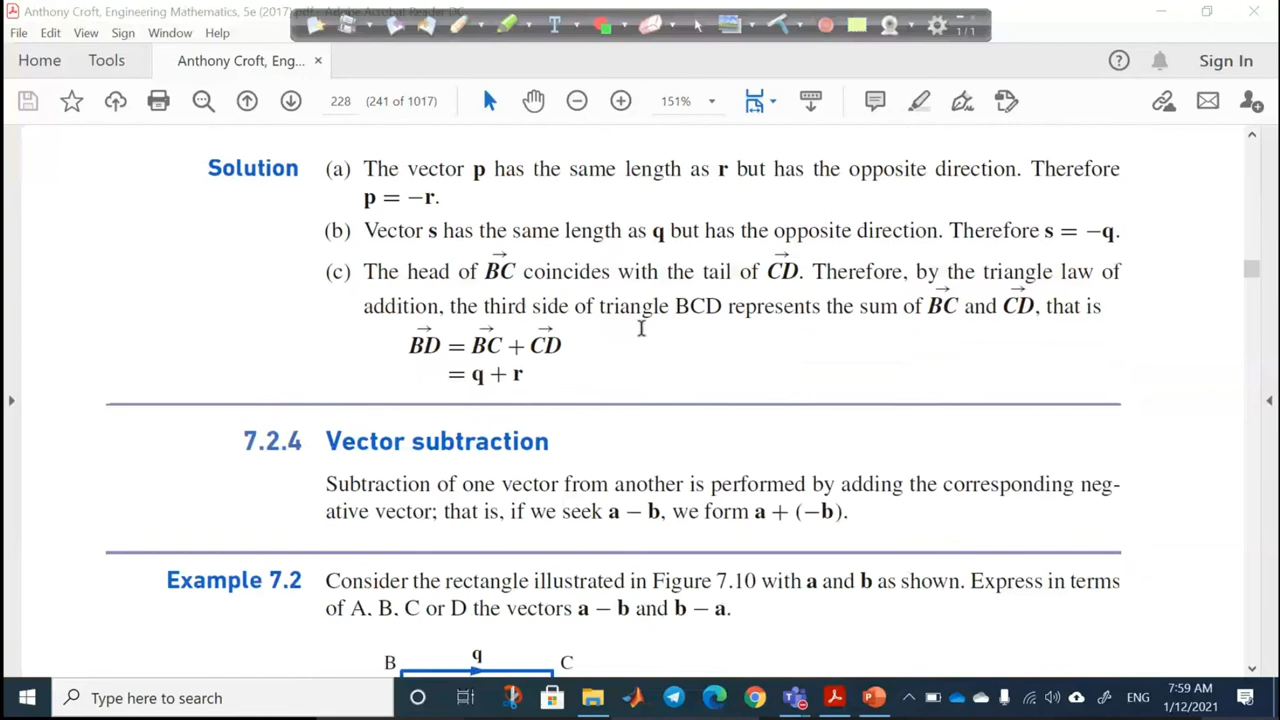 Anthony Croft, Engineering Mathematics, 5e (2017).pdf - Adobe Acrobat Reader DC
File Edit View Sign Window Help
1/1
Home Tools Anthony Croft, Eng... × Sign In
228 (241 of 1017) 151%
Solution (a) The vector p has the same length as r but has the opposite direction. Therefore
p = −r.
(b) Vector s has the same length as q but has the opposite direction. Therefore s = −q.
(c) The head of BC coincides with the tail of CD. Therefore, by the triangle law of
addition, the third side of triangle BCD represents the sum of BC and CD, that is
BD = BC + CD
= q + r
7.2.4 Vector subtraction
Subtraction of one vector from another is performed by adding the corresponding neg-
ative vector; that is, if we seek a − b, we form a + (−b).
Example 7.2 Consider the rectangle illustrated in Figure 7.10 with a and b as shown. Express in terms
of A, B, C or D the vectors a − b and b − a.
q
B C
Type here to search
ENG
7:59 AM
1/12/2021